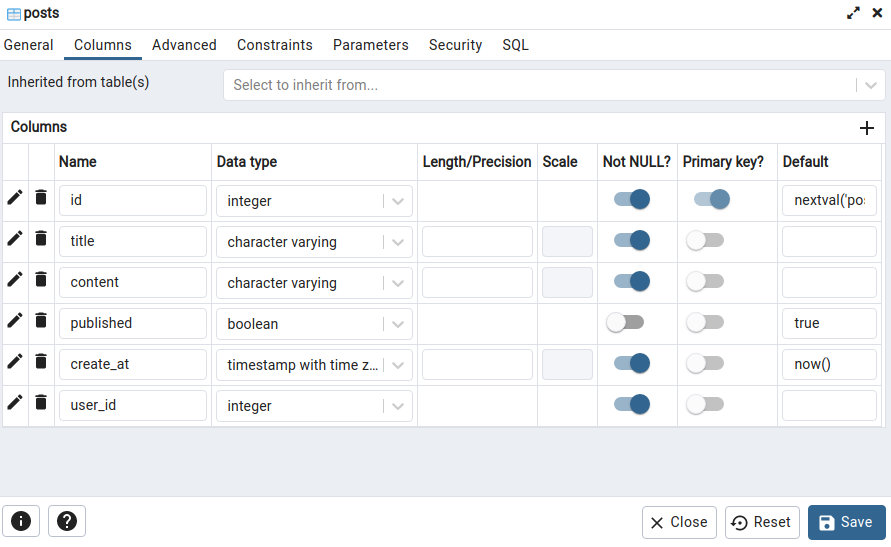 posts
General Columns Advanced Constraints Parameters Security SQL
Inherited from table(s) Select to inherit from...
Columns
Name Data type Length/Precision Scale Not NULL? Primary key? Default
id integer nextval('po
title character varying
content character varying
published boolean true
create_at timestamp with time z... now()
user_id integer
Close Reset Save